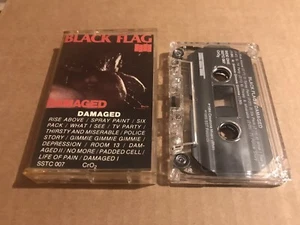 BLACK FLAG
DAMAGED
DAMAGED
RISE ABOVE / SPRAY PAINT / SIX
PACK / WHAT I SEE / TV PARTY /
THIRSTY AND MISERABLE / POLICE
STORY / GIMMIE GIMMIE GIMMIE /
DEPRESSION / ROOM 13 / DAM-
AGED II / NO MORE / PADDED CELL /
LIFE OF PAIN / DAMAGED I
SSTC 007 CrO2